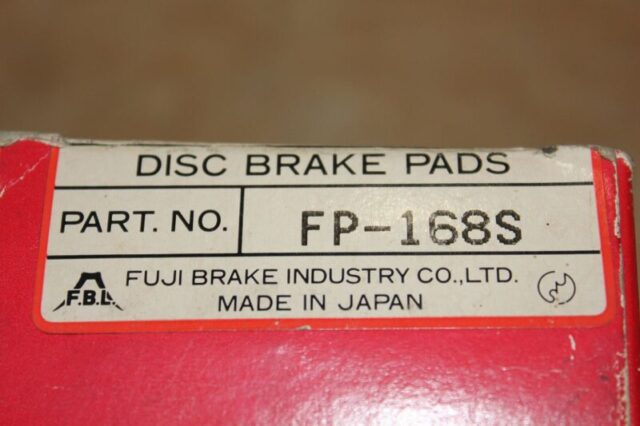 DISC BRAKE PADS
PART. NO. FP-168S
F.B.L. FUJI BRAKE INDUSTRY CO.,LTD.
MADE IN JAPAN